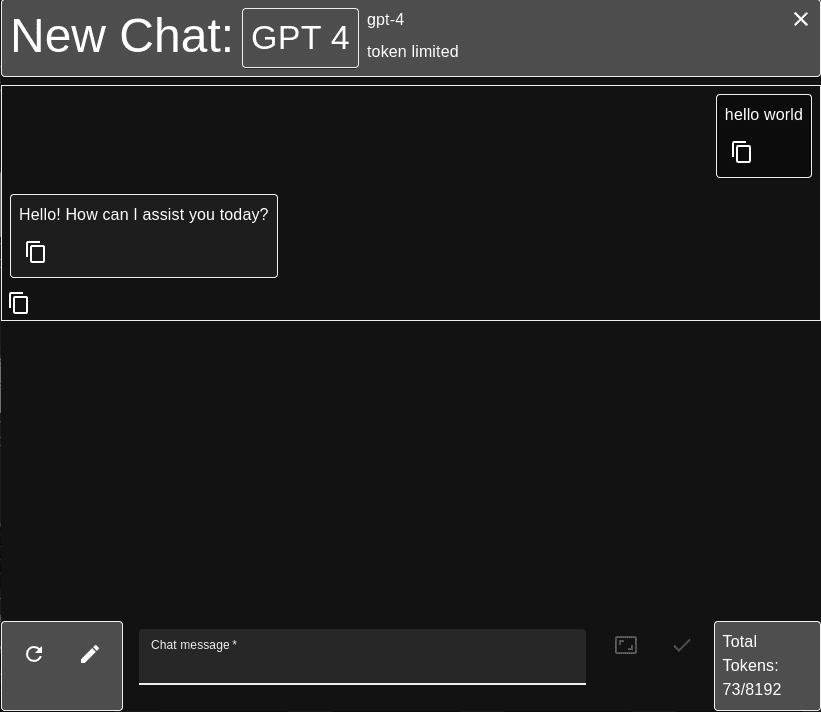 New Chat: GPT 4 gpt-4
token limited
hello world
Hello! How can I assist you today?
Chat message *
Total
Tokens:
73/8192